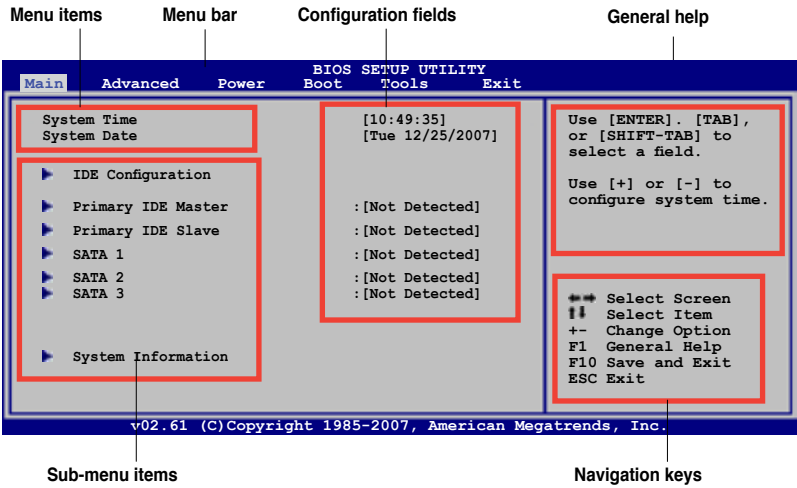 Menu items Menu bar Configuration fields General help
BIOS SETUP UTILITY
Main Advanced Power Boot Tools Exit
System Time [10:49:35]
System Date [Tue 12/25/2007]
IDE Configuration
Primary IDE Master :[Not Detected]
Primary IDE Slave :[Not Detected]
SATA 1 :[Not Detected]
SATA 2 :[Not Detected]
SATA 3 :[Not Detected]
System Information
Use [ENTER]. [TAB],
or [SHIFT-TAB] to
select a field.
Use [+] or [-] to
configure system time.
Select Screen
Select Item
+- Change Option
F1 General Help
F10 Save and Exit
ESC Exit
v02.61 (C)Copyright 1985-2007, American Megatrends, Inc.
Sub-menu items Navigation keys